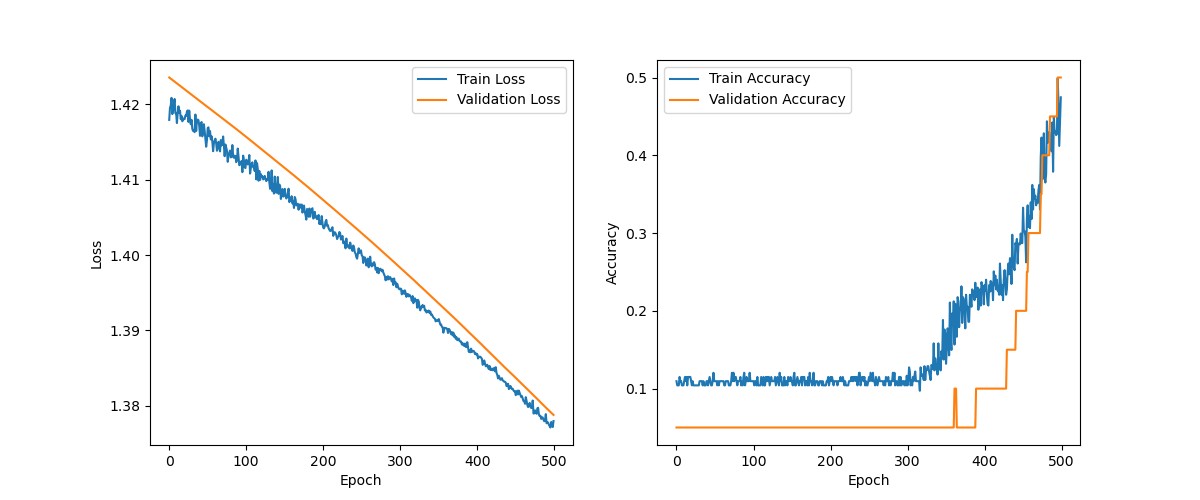 Train Loss
Validation Loss
1.42
1.41
1.40
1.39
1.38
Loss
0
100
200
300
400
500
Epoch
Train Accuracy
Validation Accuracy
0.5
0.4
0.3
0.2
0.1
Accuracy
0
100
200
300
400
500
Epoch